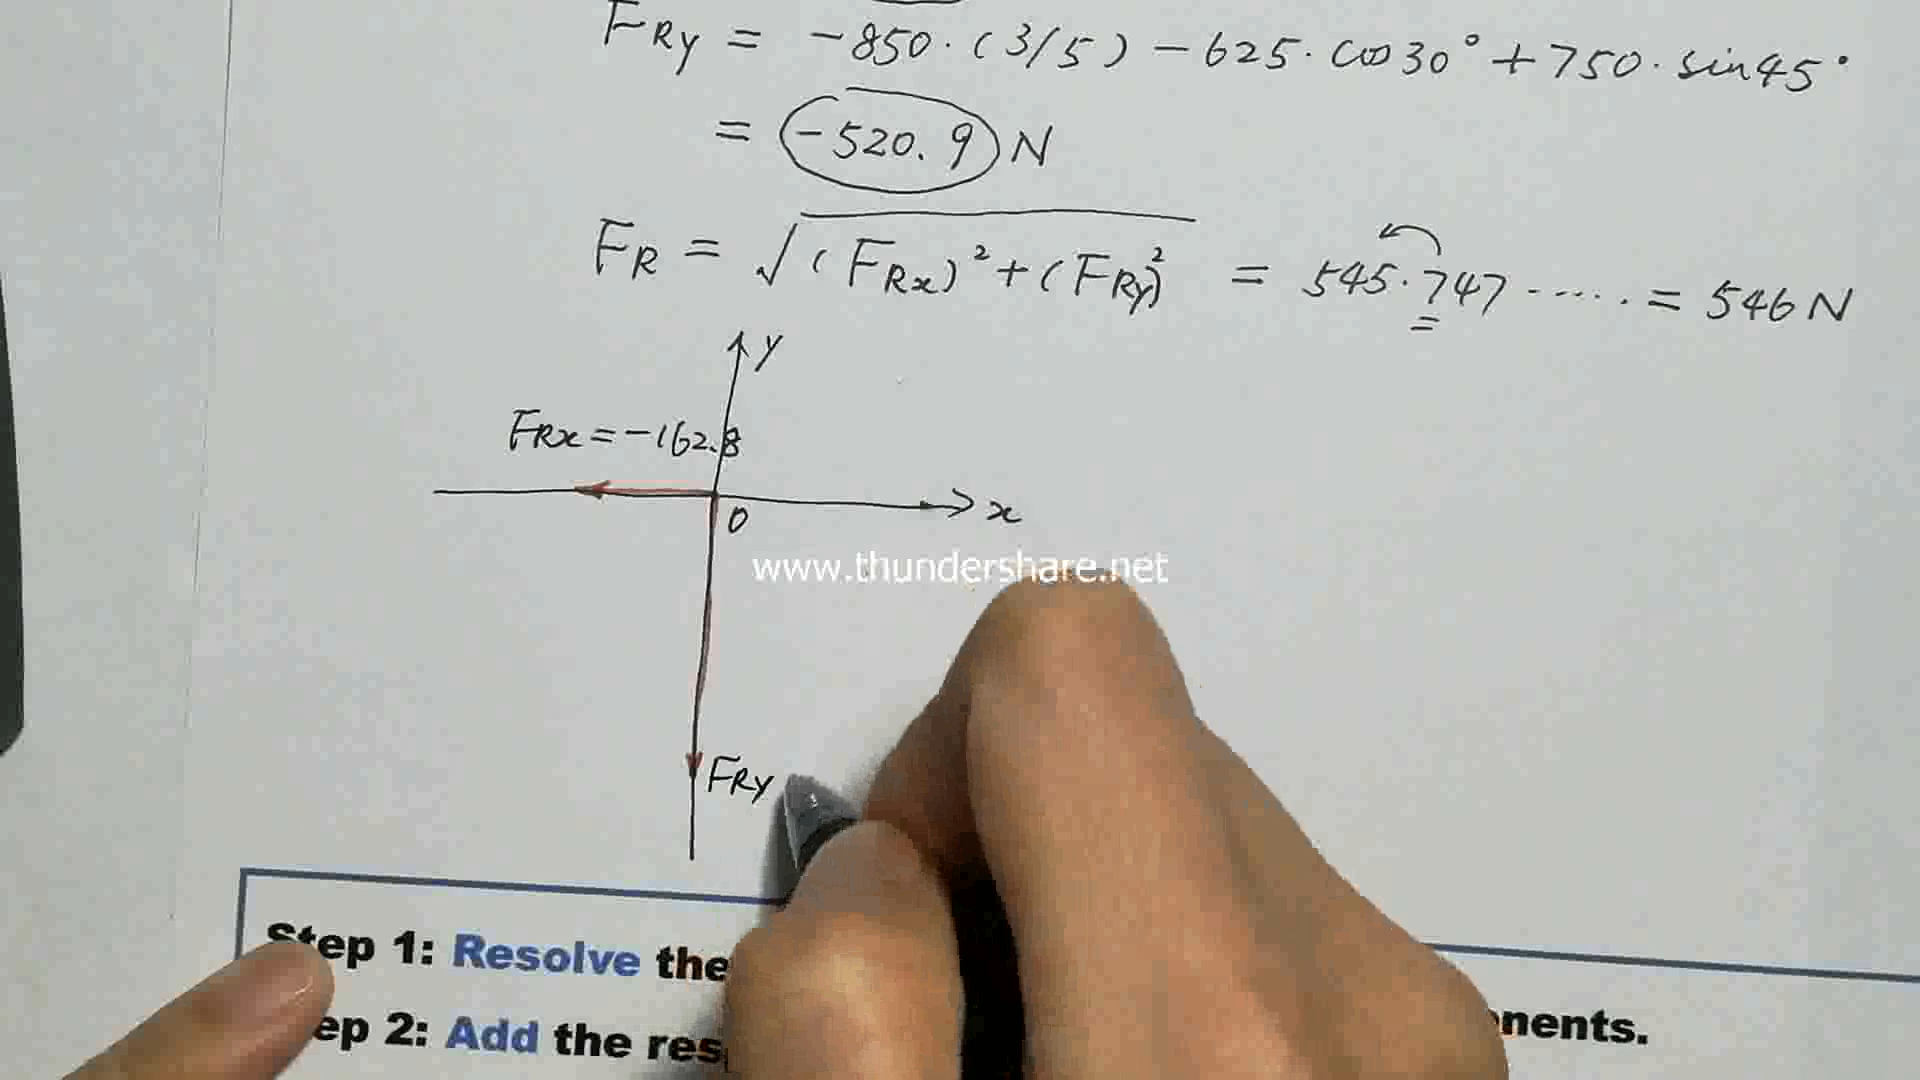 FRy = -850·(3/5) - 625·cos30° + 750·sin45°
= -520.9 N
FR = √(FRx)² + (FRy)² = 545.747······ = 546 N
y
FRx = -162.8
0
x
www.thundershare.net
FRy
Step 1: Resolve the
ep 2: Add the res
nents.